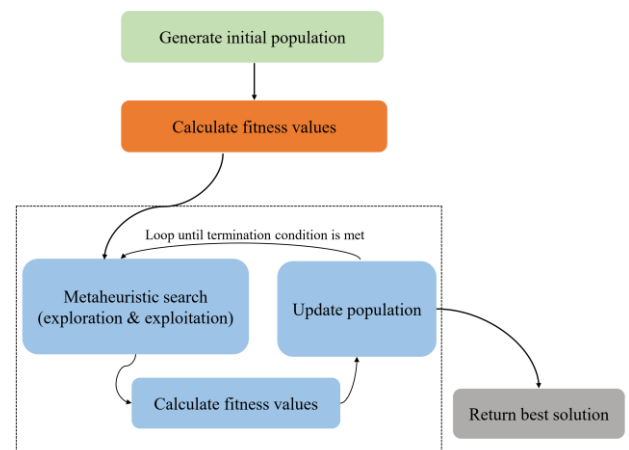 Generate initial population
Calculate fitness values
Loop until termination condition is met
Metaheuristic search
(exploration & exploitation)
Update population
Calculate fitness values
Return best solution